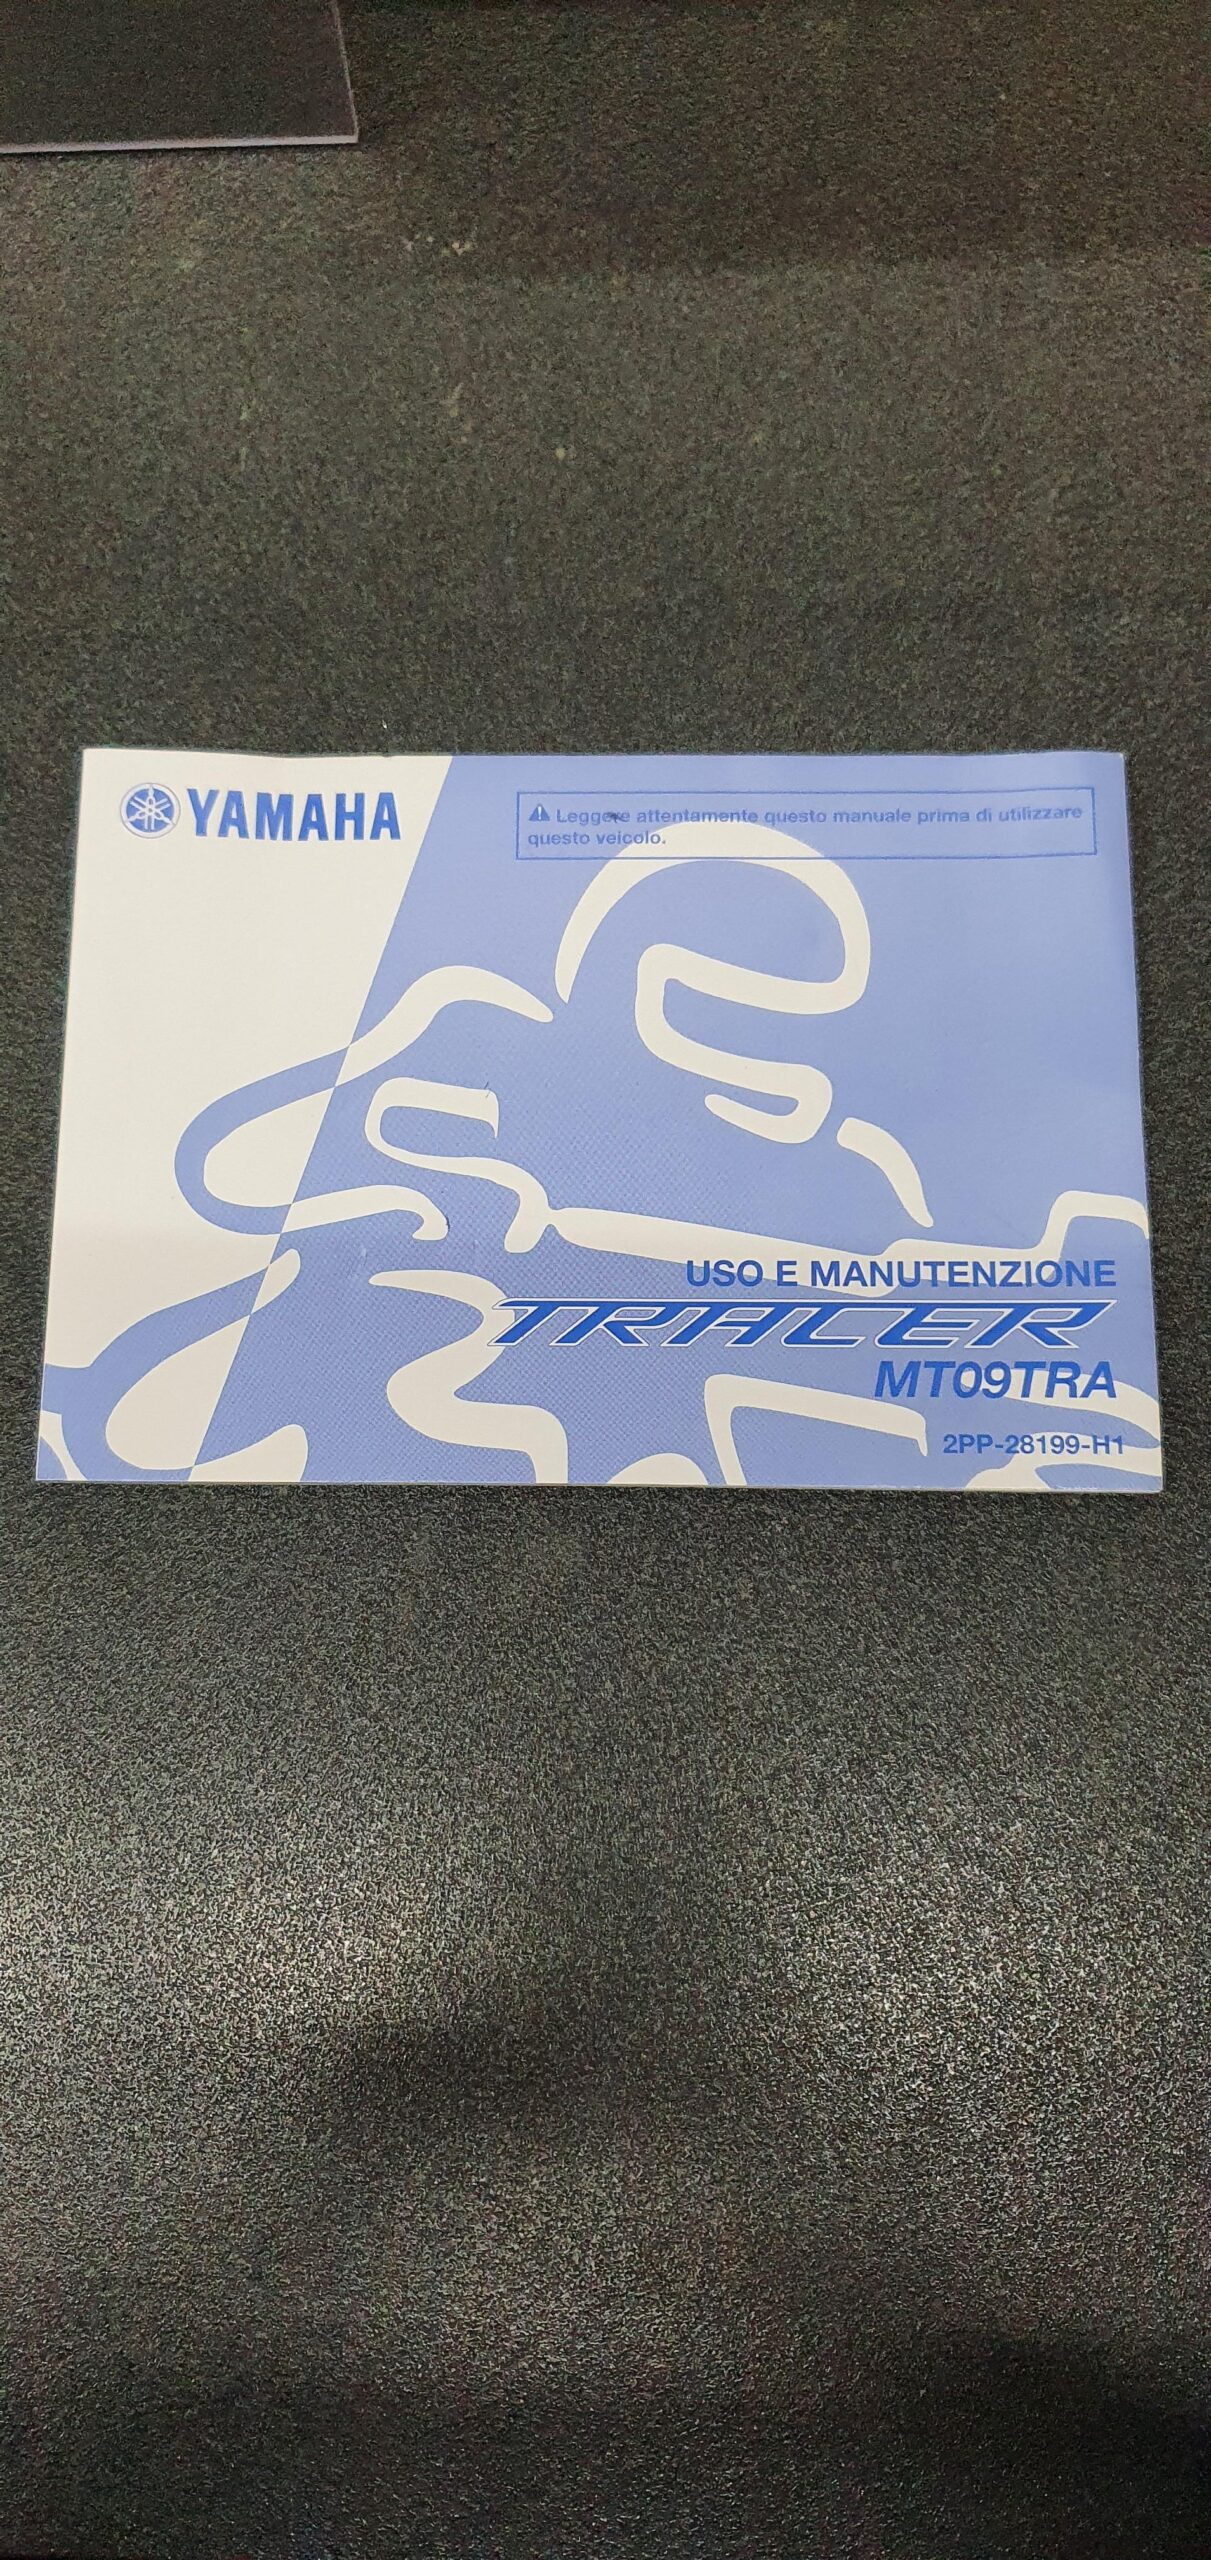 YAMAHA
⚠ Leggere attentamente questo manuale prima di utilizzare
questo veicolo.
USO E MANUTENZIONE
TRACER
MT09TRA
2PP-28199-H1